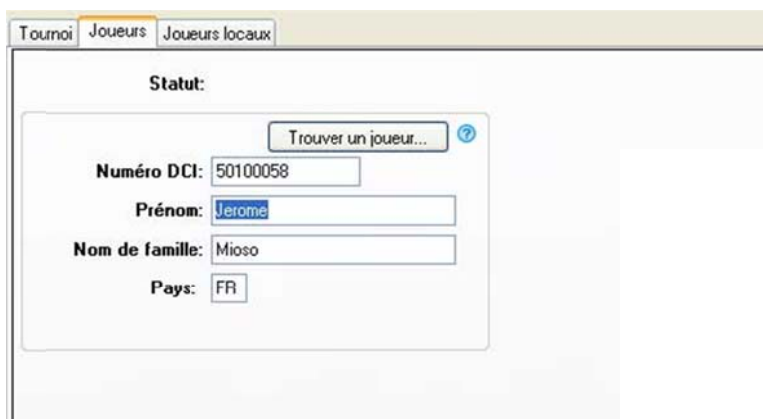 Tournoi Joueurs Joueurs locaux
Statut:
Trouver un joueur... ?
Numéro DCI: 50100058
Prénom: Jerome
Nom de famille: Mioso
Pays: FR